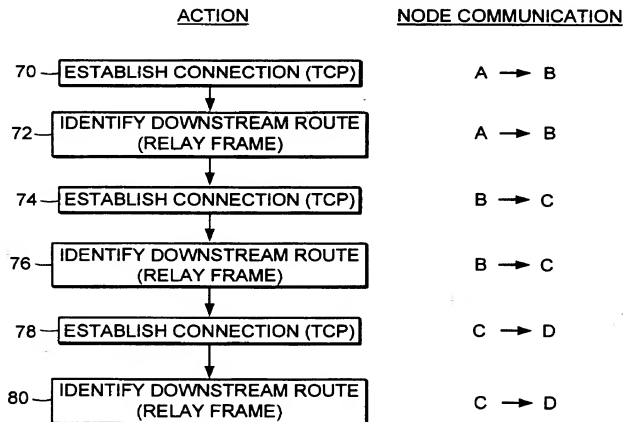 ACTION NODE COMMUNICATION
70 ESTABLISH CONNECTION (TCP) A → B
72 IDENTIFY DOWNSTREAM ROUTE
(RELAY FRAME) A → B
74 ESTABLISH CONNECTION (TCP) B → C
76 IDENTIFY DOWNSTREAM ROUTE
(RELAY FRAME) B → C
78 ESTABLISH CONNECTION (TCP) C → D
80 IDENTIFY DOWNSTREAM ROUTE
(RELAY FRAME) C → D